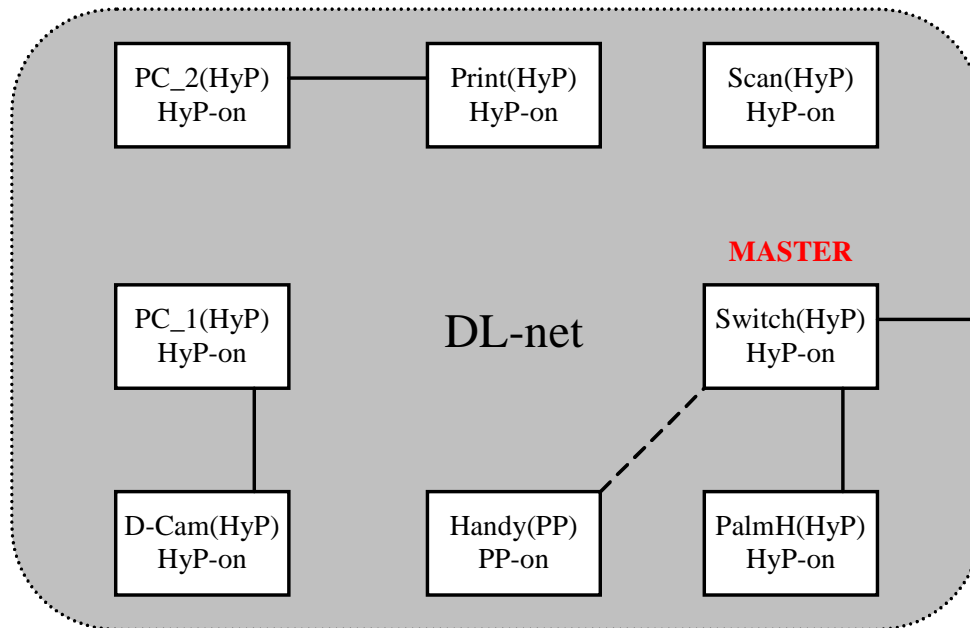 PC_2(HyP)
HyP-on
Print(HyP)
HyP-on
Scan(HyP)
HyP-on
MASTER
PC_1(HyP)
HyP-on
DL-net
Switch(HyP)
HyP-on
D-Cam(HyP)
HyP-on
Handy(PP)
PP-on
PalmH(HyP)
HyP-on